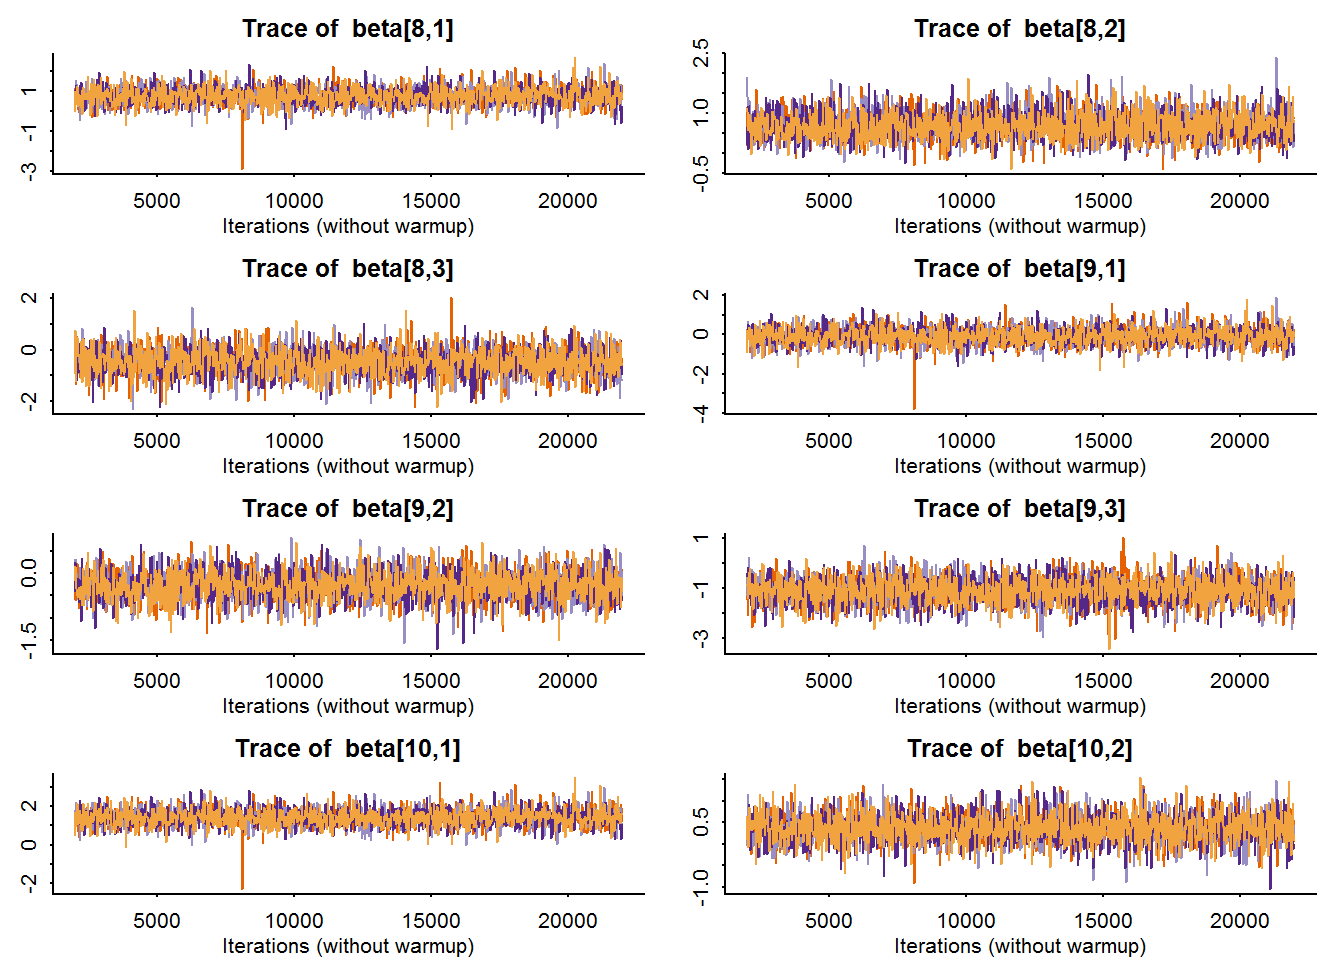 Trace of beta[8,1]
1
-1
-3
5000 10000 15000 20000
Iterations (without warmup)
Trace of beta[8,2]
2.5
1.0
-0.5
5000 10000 15000 20000
Iterations (without warmup)
Trace of beta[8,3]
2
0
-2
5000 10000 15000 20000
Iterations (without warmup)
Trace of beta[9,1]
2
0
-2
-4
5000 10000 15000 20000
Iterations (without warmup)
Trace of beta[9,2]
0.0
-1.5
5000 10000 15000 20000
Iterations (without warmup)
Trace of beta[9,3]
1
-1
-3
5000 10000 15000 20000
Iterations (without warmup)
Trace of beta[10,1]
2
0
-2
5000 10000 15000 20000
Iterations (without warmup)
Trace of beta[10,2]
0.5
-1.0
5000 10000 15000 20000
Iterations (without warmup)